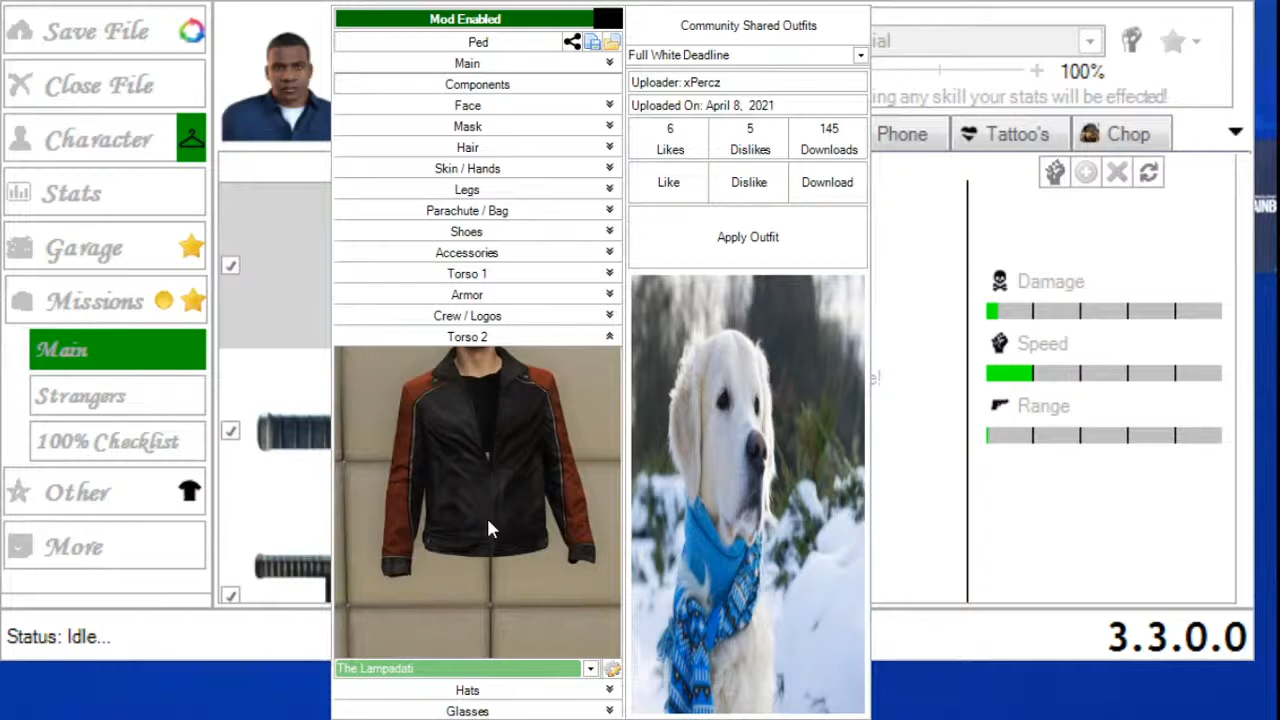 Save File
Close File
Character
Stats
Garage
Missions
Main
Strangers
100% Checklist
Other
More
Status: Idle...
Mod Enabled
Ped
Main
Components
Face
Mask
Hair
Skin / Hands
Legs
Parachute / Bag
Shoes
Accessories
Torso 1
Armor
Crew / Logos
Torso 2
The Lampadati
Hats
Glasses
Community Shared Outfits
Full White Deadline
Uploader: xPercz
Uploaded On: April 8, 2021
6 5 145
Likes Dislikes Downloads
Like Dislike Download
Apply Outfit
ial
100%
ing any skill your stats will be effected!
Phone Tattoo's Chop
Damage
Speed
Range
e!
3.3.0.0